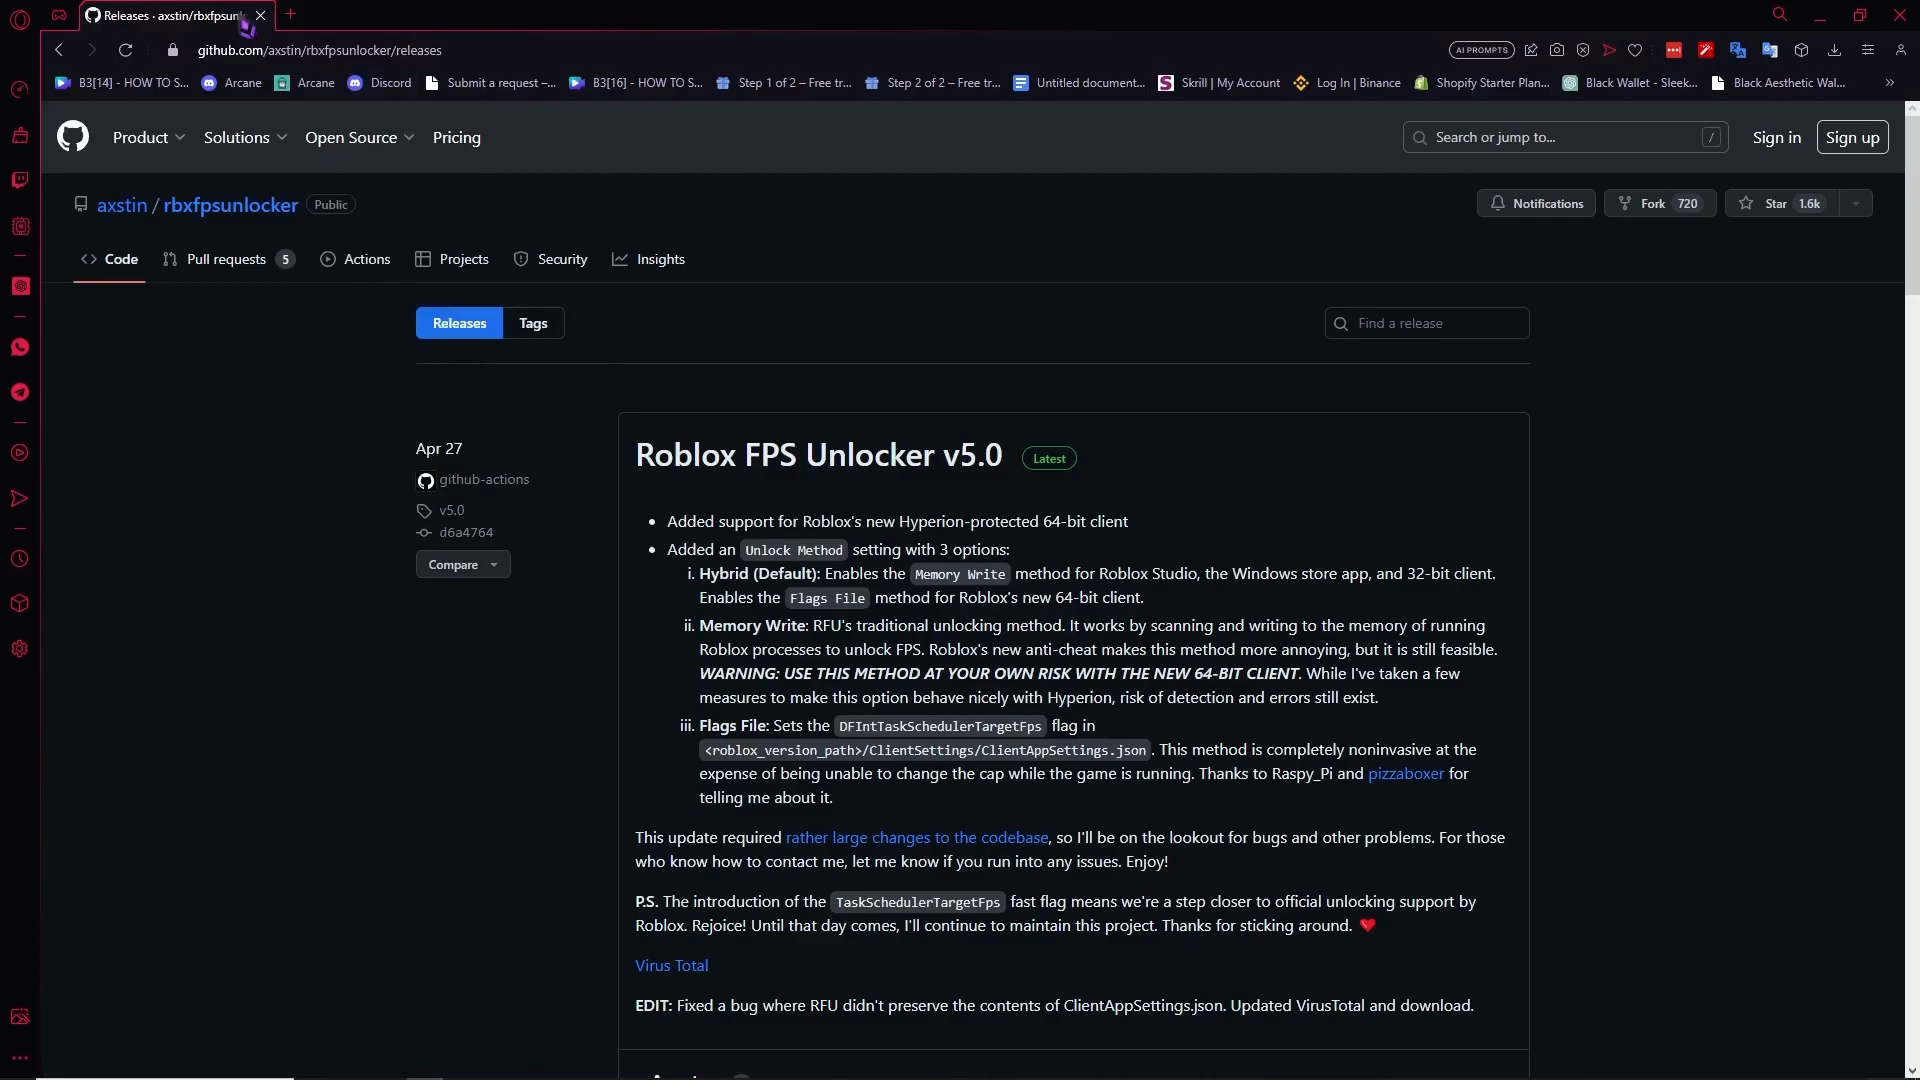 Releases · axstin/rbxfpsun
github.com/axstin/rbxfpsunlocker/releases
AI PROMPTS
B3[14] - HOW TO S...
Arcane
Arcane
Discord
Submit a request –...
B3[16] - HOW TO S...
Step 1 of 2 – Free tr...
Step 2 of 2 – Free tr...
Untitled document...
Skrill | My Account
Log In | Binance
Shopify Starter Plan,...
Black Wallet - Sleek...
Black Aesthetic Wal...
»
Product
Solutions
Open Source
Pricing
Search or jump to...
/
Sign in
Sign up
axstin / rbxfpsunlocker Public
Notifications
Fork 720
Star 1.6k
<> Code
Pull requests 5
Actions
Projects
Security
Insights
Releases
Tags
Find a release
Apr 27
github-actions
v5.0
d6a4764
Compare
Roblox FPS Unlocker v5.0 Latest
• Added support for Roblox's new Hyperion-protected 64-bit client
• Added an Unlock Method setting with 3 options:
i. Hybrid (Default): Enables the Memory Write method for Roblox Studio, the Windows store app, and 32-bit client.
Enables the Flags File method for Roblox's new 64-bit client.
ii. Memory Write: RFU's traditional unlocking method. It works by scanning and writing to the memory of running
Roblox processes to unlock FPS. Roblox's new anti-cheat makes this method more annoying, but it is still feasible.
WARNING: USE THIS METHOD AT YOUR OWN RISK WITH THE NEW 64-BIT CLIENT. While I've taken a few
measures to make this option behave nicely with Hyperion, risk of detection and errors still exist.
iii. Flags File: Sets the DFIntTaskSchedulerTargetFps flag in
<roblox_version_path>/ClientSettings/ClientAppSettings.json. This method is completely noninvasive at the
expense of being unable to change the cap while the game is running. Thanks to Raspy_Pi and pizzaboxer for
telling me about it.
This update required rather large changes to the codebase, so I'll be on the lookout for bugs and other problems. For those
who know how to contact me, let me know if you run into any issues. Enjoy!
P.S. The introduction of the TaskSchedulerTargetFps fast flag means we're a step closer to official unlocking support by
Roblox. Rejoice! Until that day comes, I'll continue to maintain this project. Thanks for sticking around. ❤️
Virus Total
EDIT: Fixed a bug where RFU didn't preserve the contents of ClientAppSettings.json. Updated VirusTotal and download.